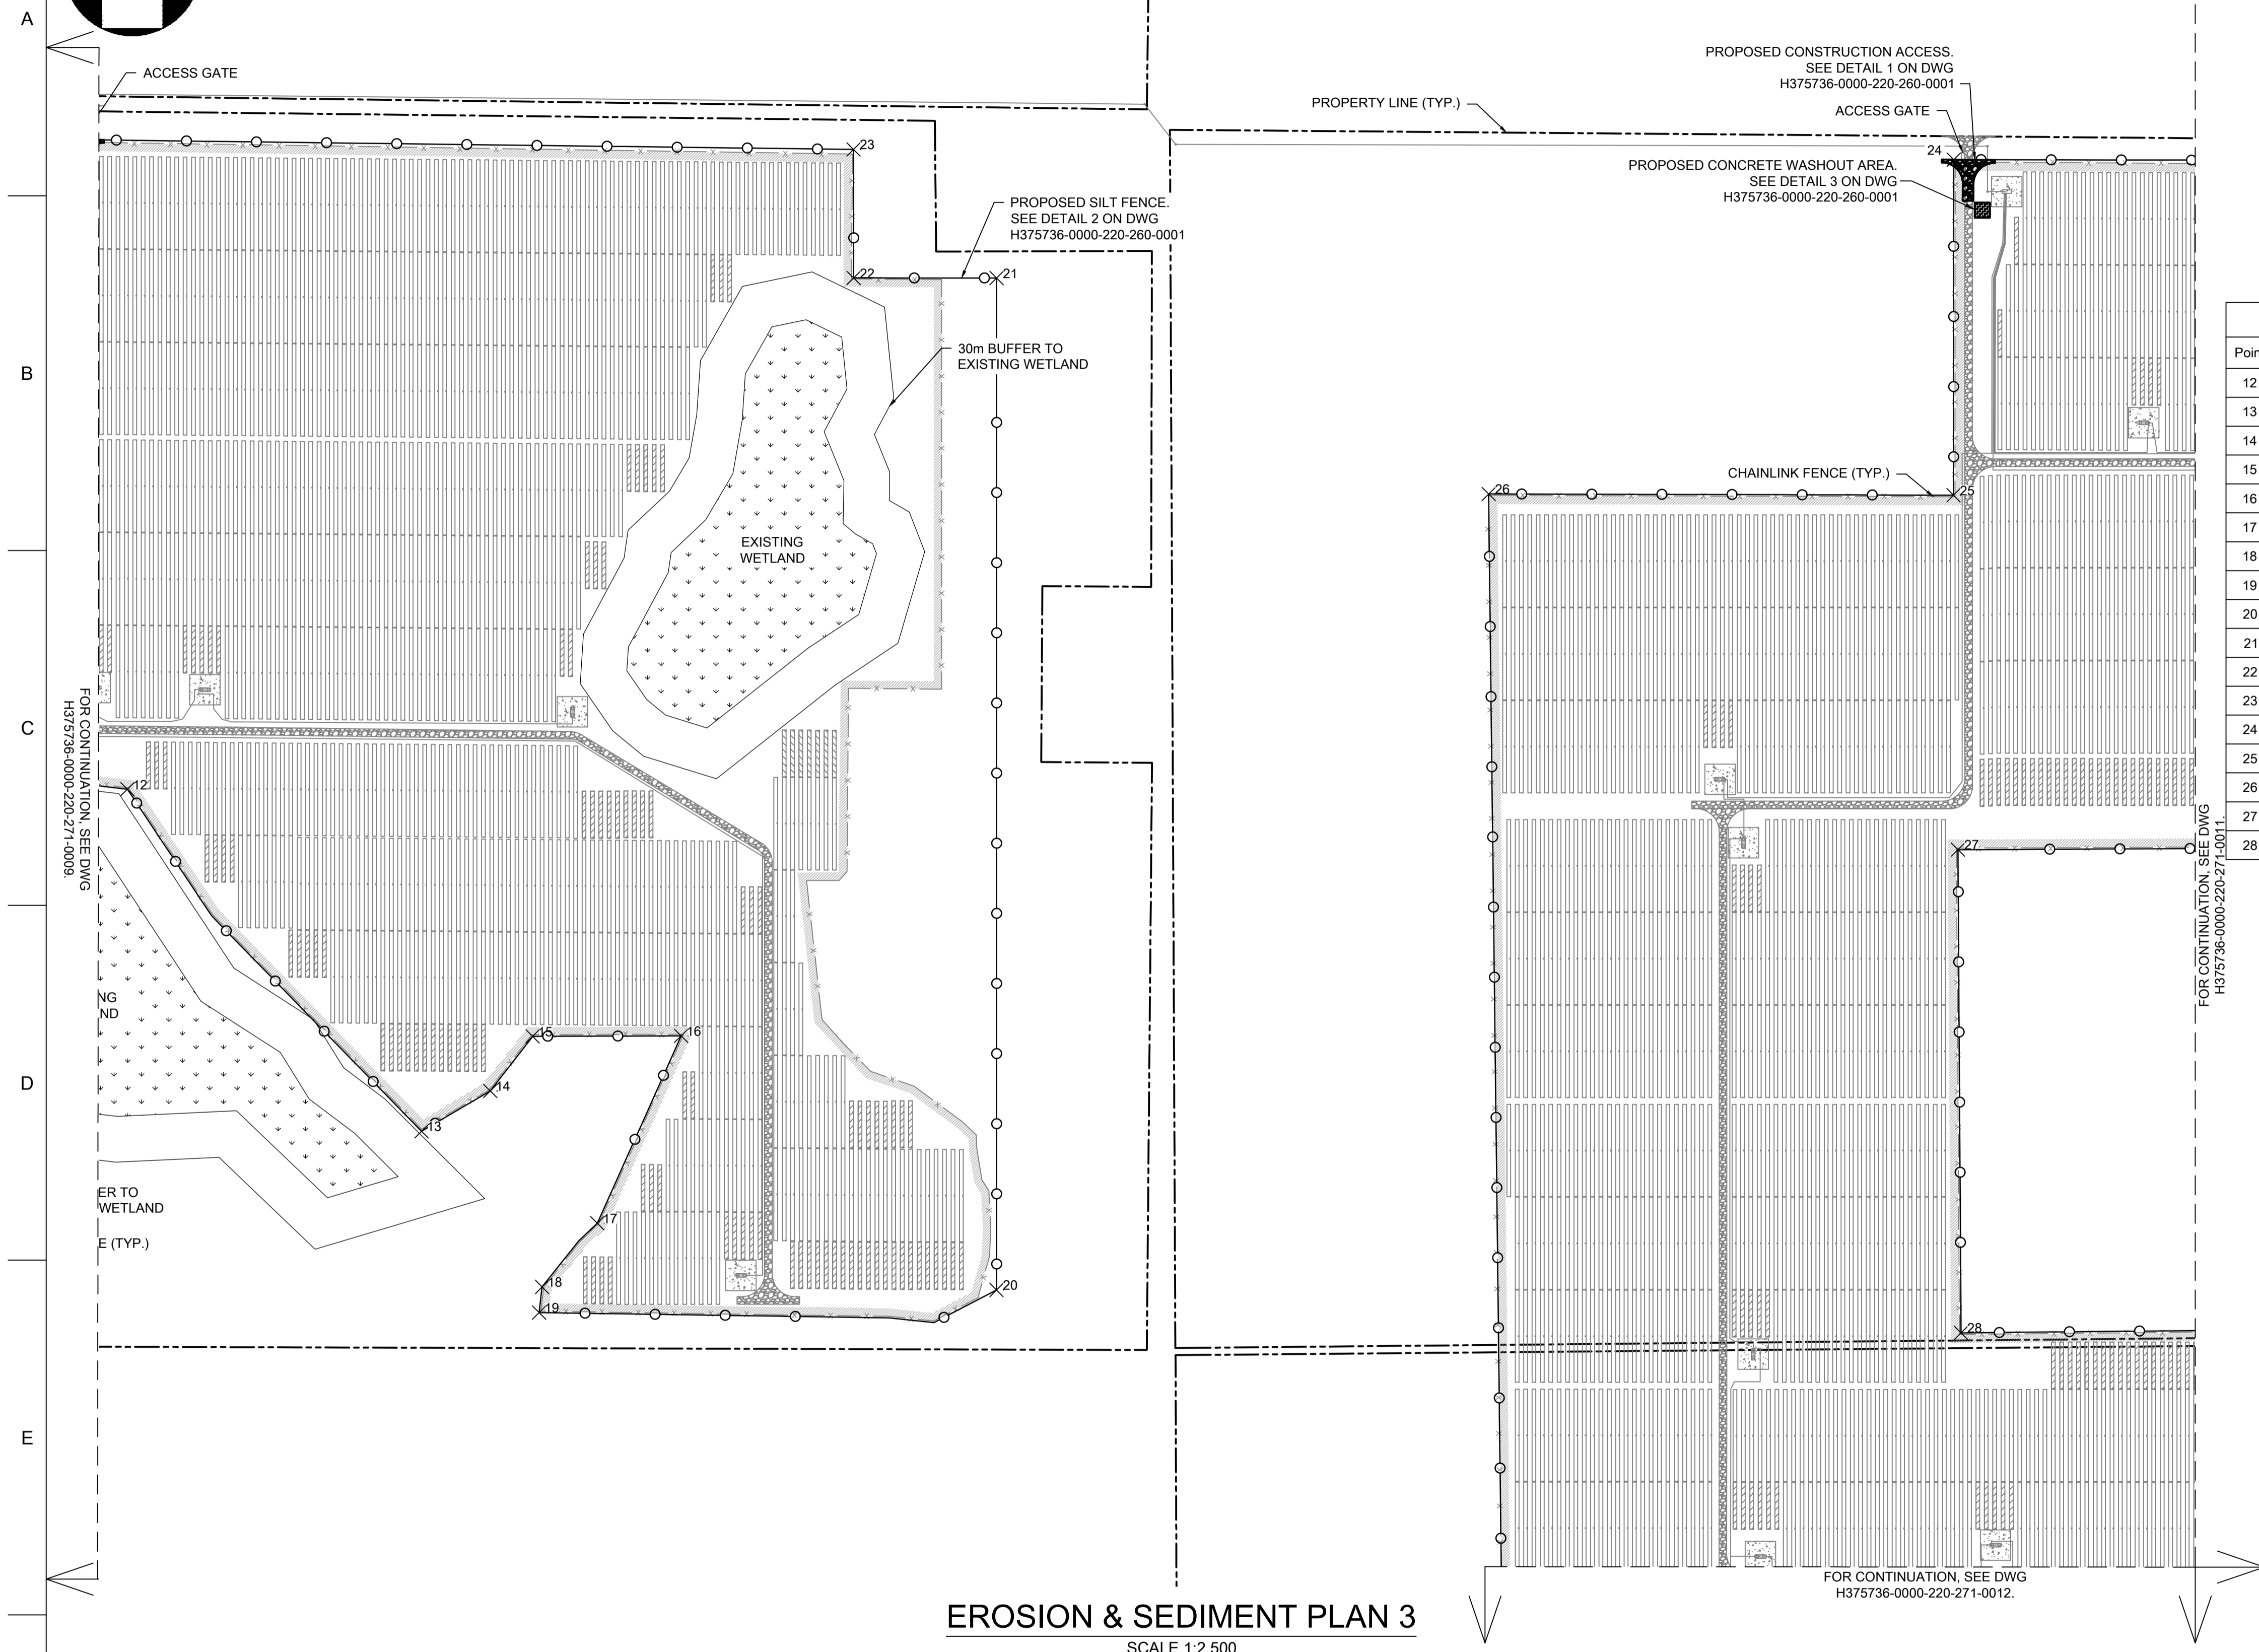 A
ACCESS GATE
PROPOSED CONSTRUCTION ACCESS.
SEE DETAIL 1 ON DWG
H375736-0000-220-260-0001
PROPERTY LINE (TYP.)
ACCESS GATE
23
24
PROPOSED CONCRETE WASHOUT AREA.
SEE DETAIL 3 ON DWG
H375736-0000-220-260-0001
PROPOSED SILT FENCE.
SEE DETAIL 2 ON DWG
H375736-0000-220-260-0001
22
21
30m BUFFER TO
EXISTING WETLAND
B
CHAINLINK FENCE (TYP.)
26
25
EXISTING
WETLAND
C
FOR CONTINUATION, SEE DWG
H375736-0000-220-271-0009.
12
27
FOR CONTINUATION, SEE DWG
H375736-0000-220-271-0011.
12
13
14
15
16
17
18
19
20
21
22
23
24
25
26
27
28
NG
ND
15
16
D
14
13
ER TO
WETLAND
17
E (TYP.)
18
20
19
28
E
FOR CONTINUATION, SEE DWG
H375736-0000-220-271-0012.
EROSION & SEDIMENT PLAN 3
SCALE 1:2,500